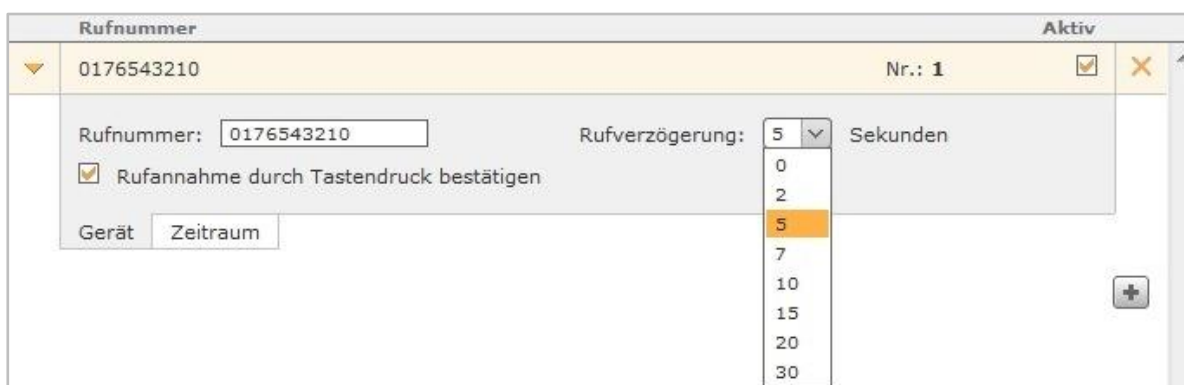 Rufnummer Aktiv
0176543210 Nr.: 1
Rufnummer: 0176543210 Rufverzögerung: 5 Sekunden
Rufannahme durch Tastendruck bestätigen
0
2
5
7
10
15
20
30
Gerät Zeitraum